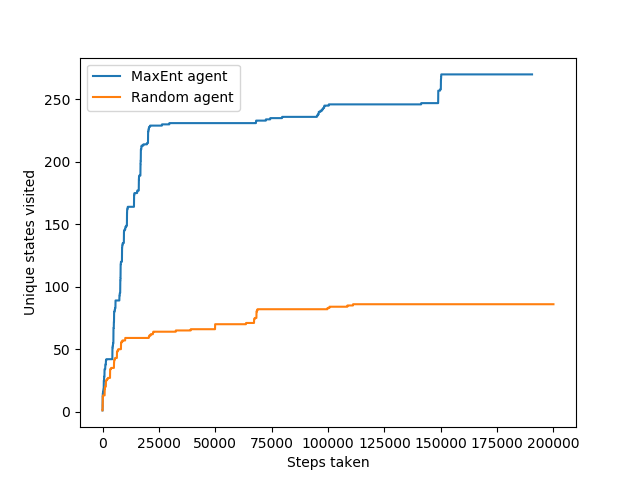 MaxEnt agent
Random agent
250
200
150
100
50
0
Unique states visited
0 25000 50000 75000 100000 125000 150000 175000 200000
Steps taken